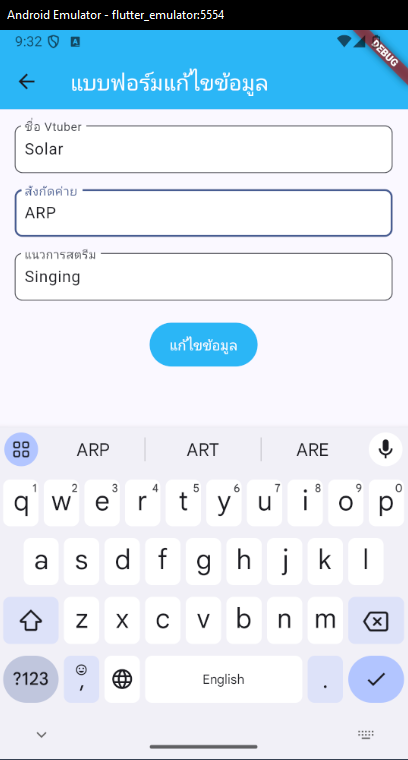 Android Emulator - flutter_emulator:5554
9:32
DEBUG
แบบฟอร์มแก้ไขข้อมูล
ชื่อ Vtuber
Solar
สังกัดค่าย
ARP
แนวการสตรีม
Singing
แก้ไขข้อมูล
ARP ART ARE
q1 w2 e3 r4 t5 y6 u7 i8 o9 p0
a s d f g h j k l
z x c v b n m
?123 , English .